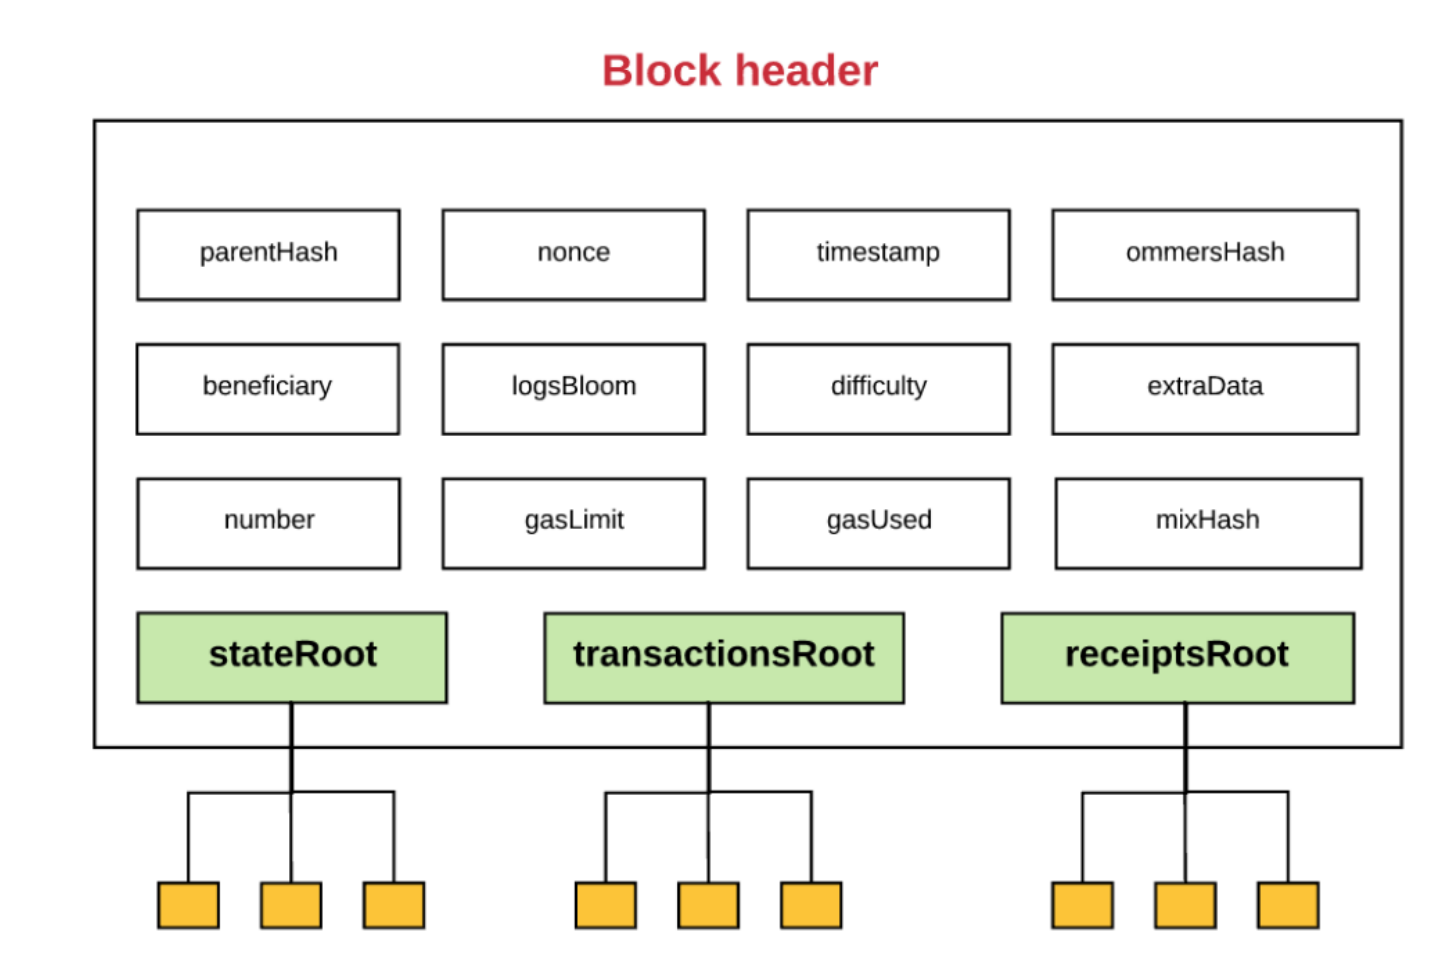 Block header
parentHash
nonce
timestamp
ommersHash
beneficiary
logsBloom
difficulty
extraData
number
gasLimit
gasUsed
mixHash
stateRoot
transactionsRoot
receiptsRoot